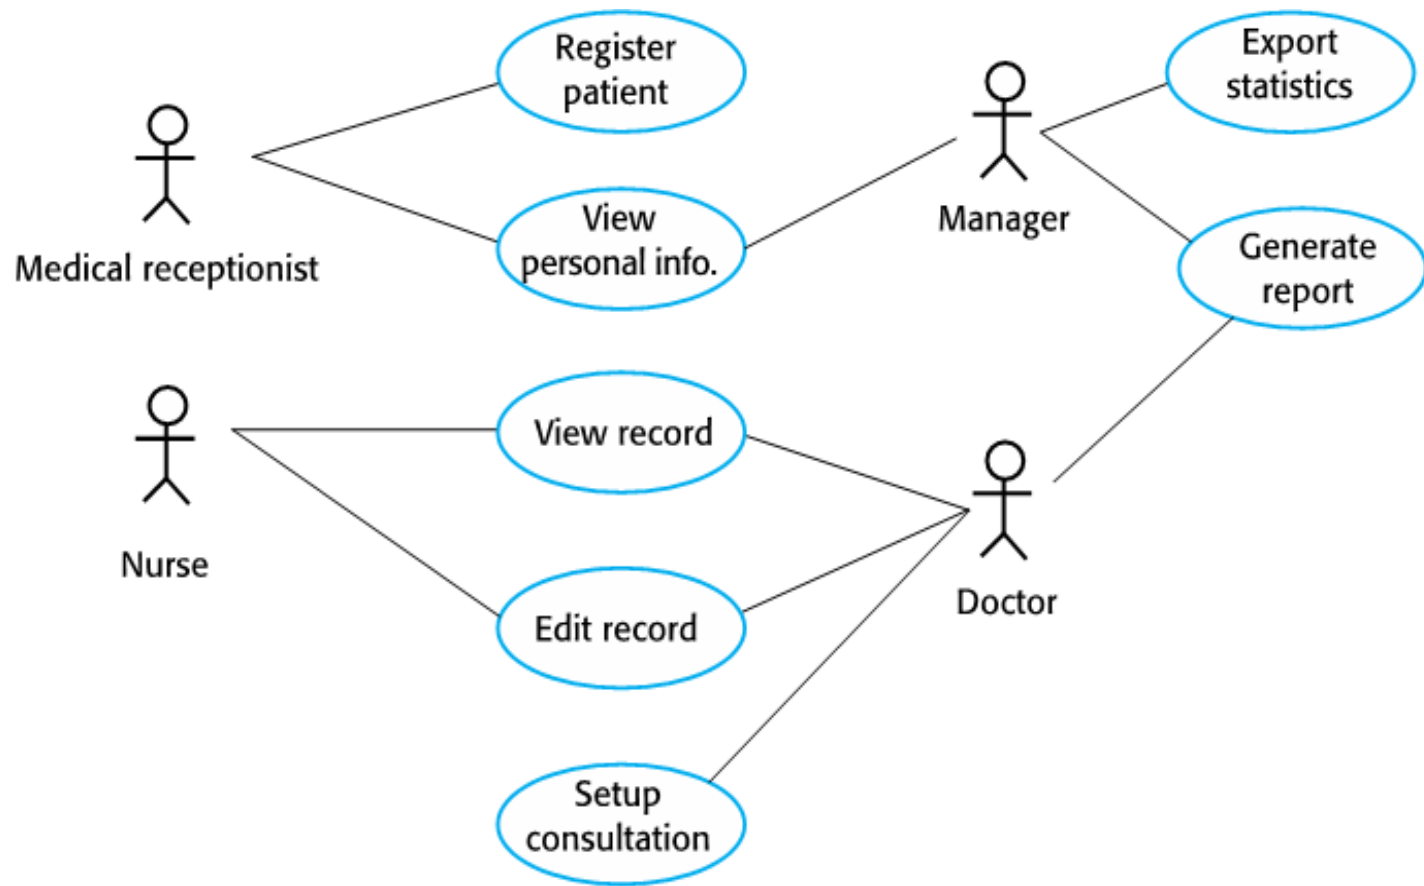 Register
patient
Export
statistics
Medical receptionist
View
personal info.
Manager
Generate
report
Nurse
View record
Edit record
Doctor
Setup
consultation